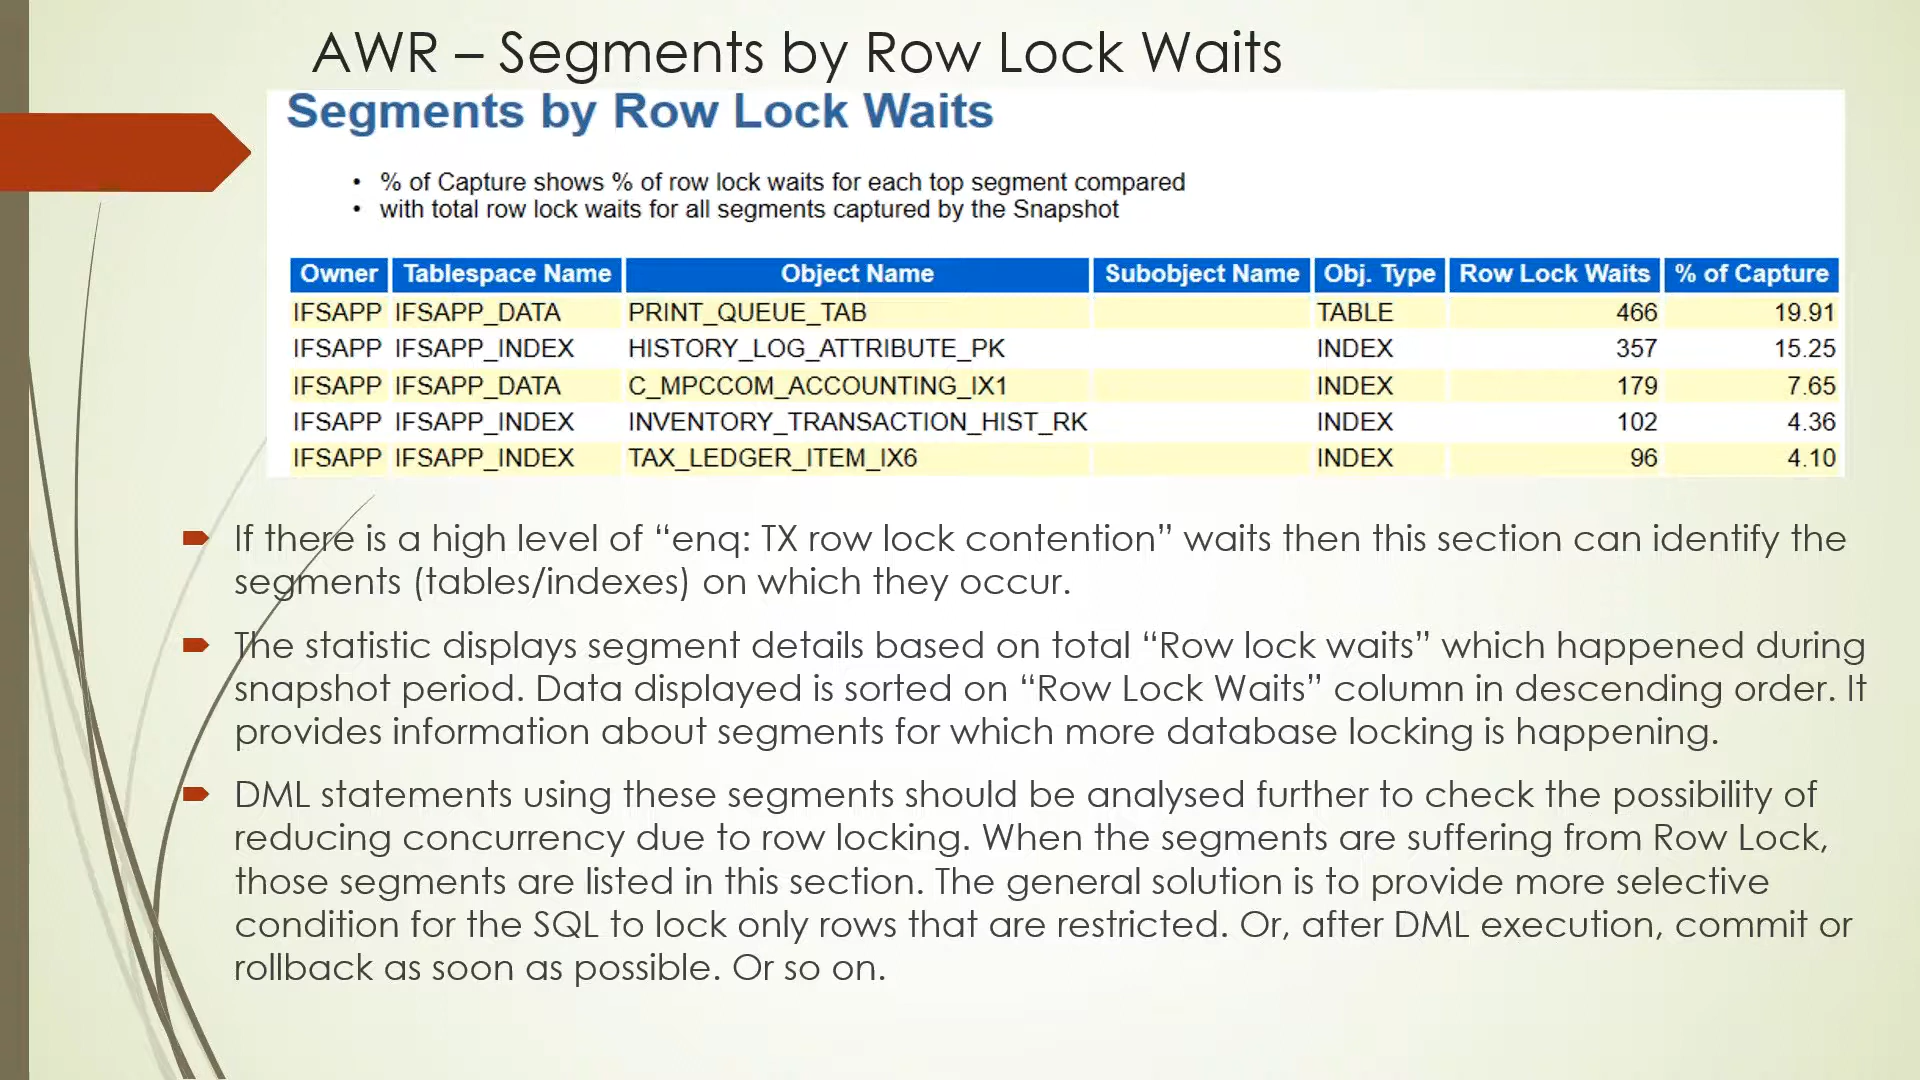 AWR – Segments by Row Lock Waits
Segments by Row Lock Waits
• % of Capture shows % of row lock waits for each top segment compared
• with total row lock waits for all segments captured by the Snapshot
Owner Tablespace Name Object Name Subobject Name Obj. Type Row Lock Waits % of Capture
IFSAPP IFSAPP_DATA PRINT_QUEUE_TAB TABLE 466 19.91
IFSAPP IFSAPP_INDEX HISTORY_LOG_ATTRIBUTE_PK INDEX 357 15.25
IFSAPP IFSAPP_DATA C_MPCCOM_ACCOUNTING_IX1 INDEX 179 7.65
IFSAPP IFSAPP_INDEX INVENTORY_TRANSACTION_HIST_RK INDEX 102 4.36
IFSAPP IFSAPP_INDEX TAX_LEDGER_ITEM_IX6 INDEX 96 4.10
If there is a high level of “enq: TX row lock contention” waits then this section can identify the
segments (tables/indexes) on which they occur.
The statistic displays segment details based on total “Row lock waits” which happened during
snapshot period. Data displayed is sorted on “Row Lock Waits” column in descending order. It
provides information about segments for which more database locking is happening.
DML statements using these segments should be analysed further to check the possibility of
reducing concurrency due to row locking. When the segments are suffering from Row Lock,
those segments are listed in this section. The general solution is to provide more selective
condition for the SQL to lock only rows that are restricted. Or, after DML execution, commit or
rollback as soon as possible. Or so on.